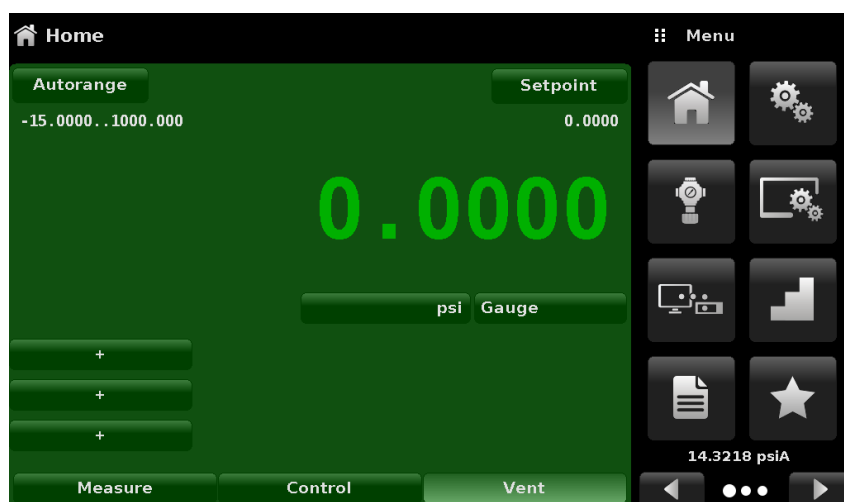 Home
Menu
Autorange
Setpoint
-15.0000..1000.000
0.0000
0.0000
psi
Gauge
+
+
+
14.3218 psiA
Measure
Control
Vent